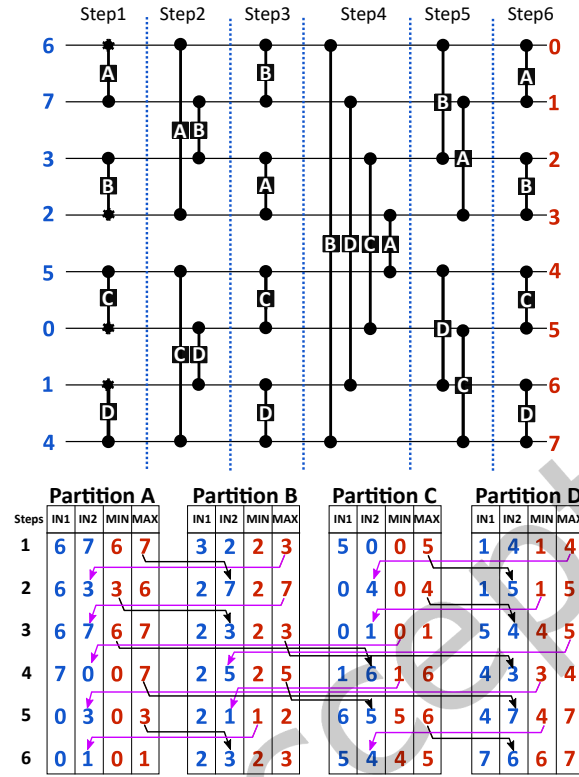 Step1 Step2 Step3 Step4 Step5 Step6
6 0
A B A
7 B 1
A B
3 A 2
B A B
2 3
B D C A
5 4
C C D C
0 5
C D
1 C 6
D D D
4 7
Partition A Partition B Partition C Partition D
Steps IN1 IN2 MIN MAX IN1 IN2 MIN MAX IN1 IN2 MIN MAX IN1 IN2 MIN MAX
1 6 7 6 7 3 2 2 3 5 0 0 5 1 4 1 4
2 6 3 3 6 2 7 2 7 0 4 0 4 1 5 1 5
3 6 7 6 7 2 3 2 3 0 1 0 1 5 4 4 5
4 7 0 0 7 2 5 2 5 1 6 1 6 4 3 3 4
5 0 3 0 3 2 1 1 2 6 5 5 6 4 7 4 7
6 0 1 0 1 2 3 2 3 5 4 4 5 7 6 6 7
ccept